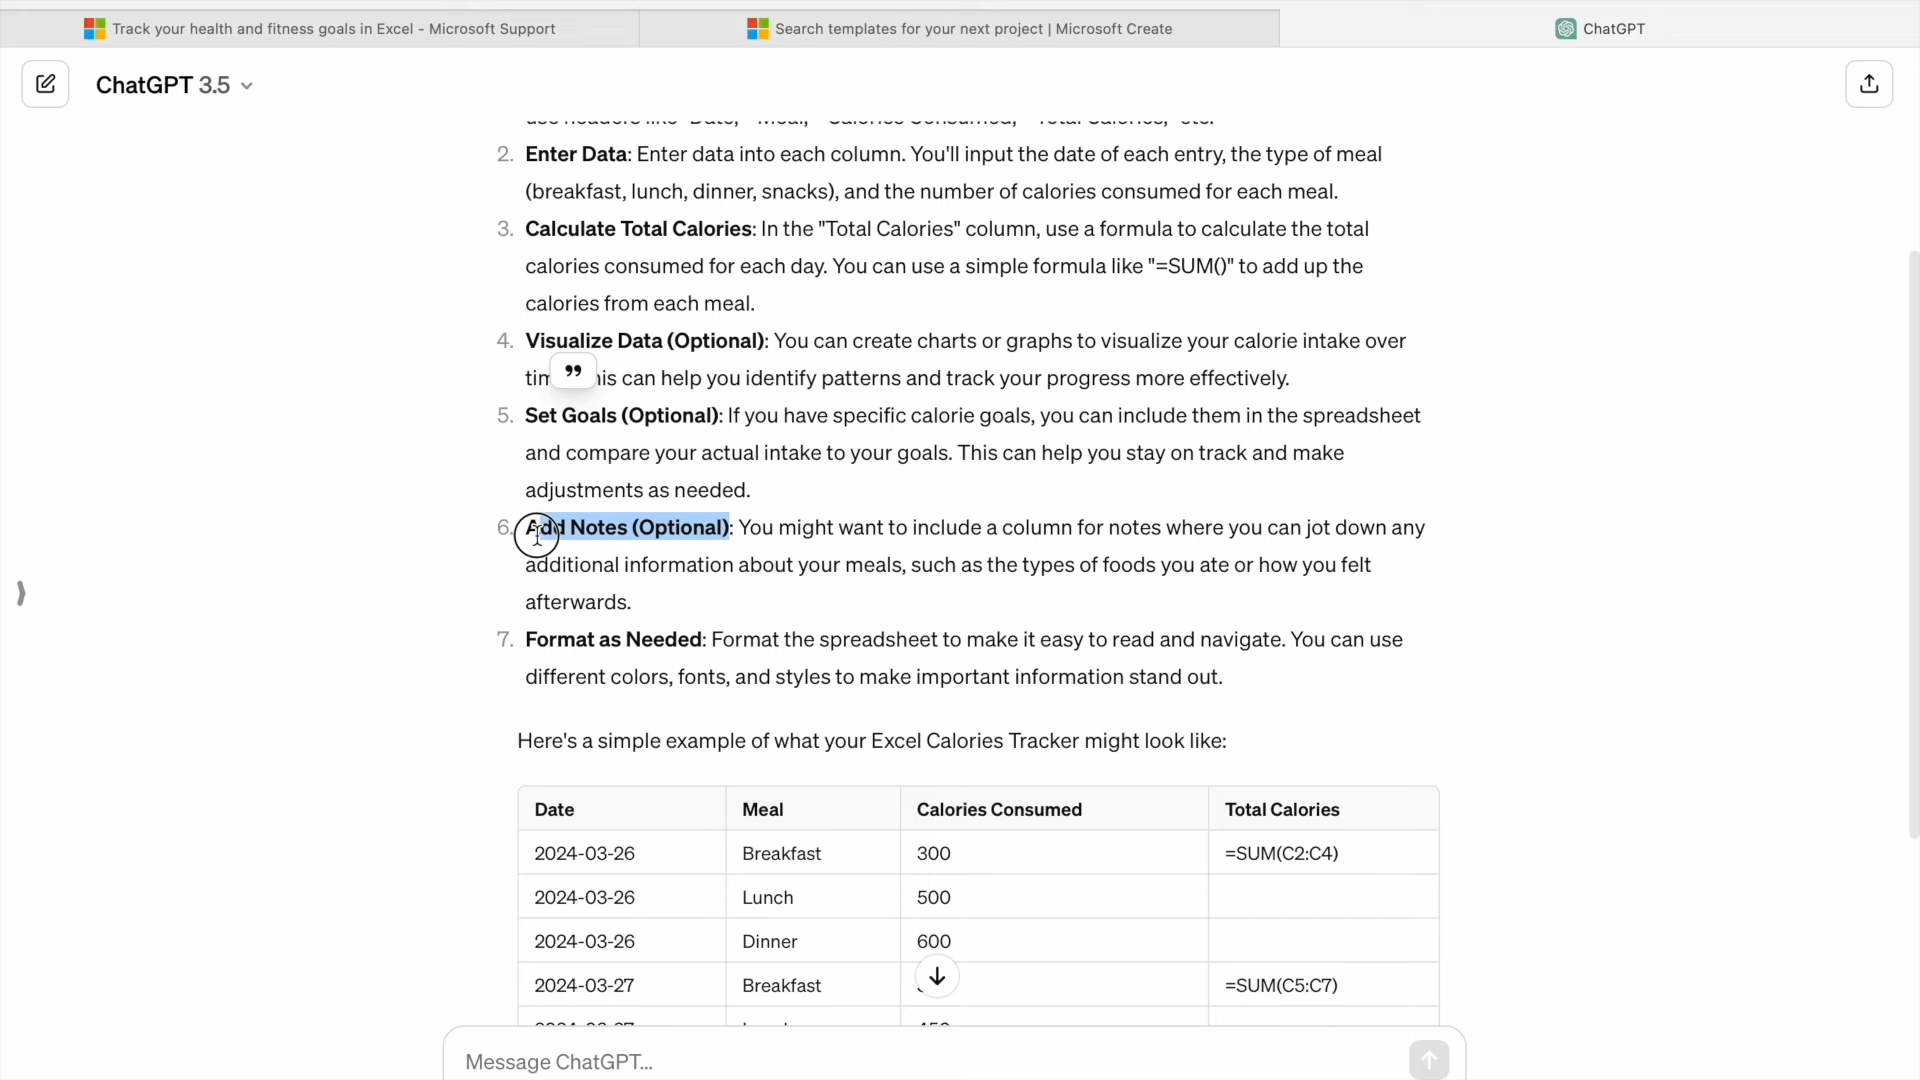 Track your health and fitness goals in Excel - Microsoft Support
Search templates for your next project | Microsoft Create
ChatGPT
ChatGPT 3.5
use headers like "Date," "Meal," "Calories Consumed," "Total Calories," etc.
2. Enter Data: Enter data into each column. You'll input the date of each entry, the type of meal
(breakfast, lunch, dinner, snacks), and the number of calories consumed for each meal.
3. Calculate Total Calories: In the "Total Calories" column, use a formula to calculate the total
calories consumed for each day. You can use a simple formula like "=SUM()" to add up the
calories from each meal.
4. Visualize Data (Optional): You can create charts or graphs to visualize your calorie intake over
can help you identify patterns and track your progress more effectively.
5. Set Goals (Optional): If you have specific calorie goals, you can include them in the spreadsheet
and compare your actual intake to your goals. This can help you stay on track and make
adjustments as needed.
6. Add Notes (Optional): You might want to include a column for notes where you can jot down any
additional information about your meals, such as the types of foods you ate or how you felt
afterwards.
7. Format as Needed: Format the spreadsheet to make it easy to read and navigate. You can use
different colors, fonts, and styles to make important information stand out.
Here's a simple example of what your Excel Calories Tracker might look like:
Date Meal Calories Consumed Total Calories
2024-03-26 Breakfast 300 =SUM(C2:C4)
2024-03-26 Lunch 500
2024-03-26 Dinner 600
2024-03-27 Breakfast =SUM(C5:C7)
Message ChatGPT...